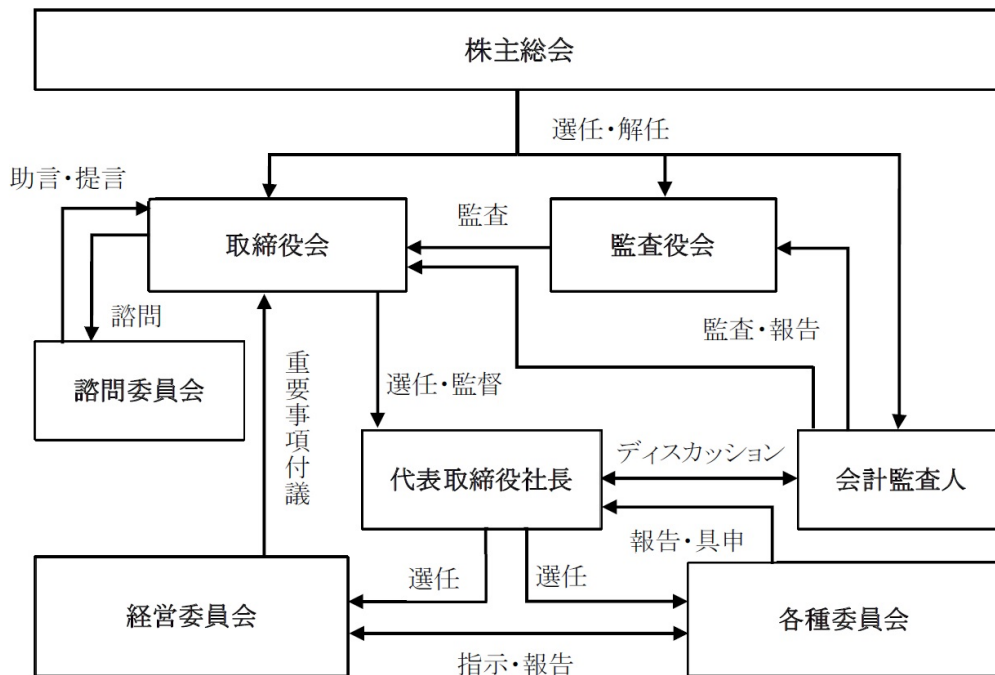 株主総会
選任・解任
助言・提言
取締役会
監査
監査役会
諮問
監査・報告
諮問委員会
重要事項付議
選任・監督
代表取締役社長
ディスカッション
会計監査人
報告・具申
選任
選任
経営委員会
各種委員会
指示・報告